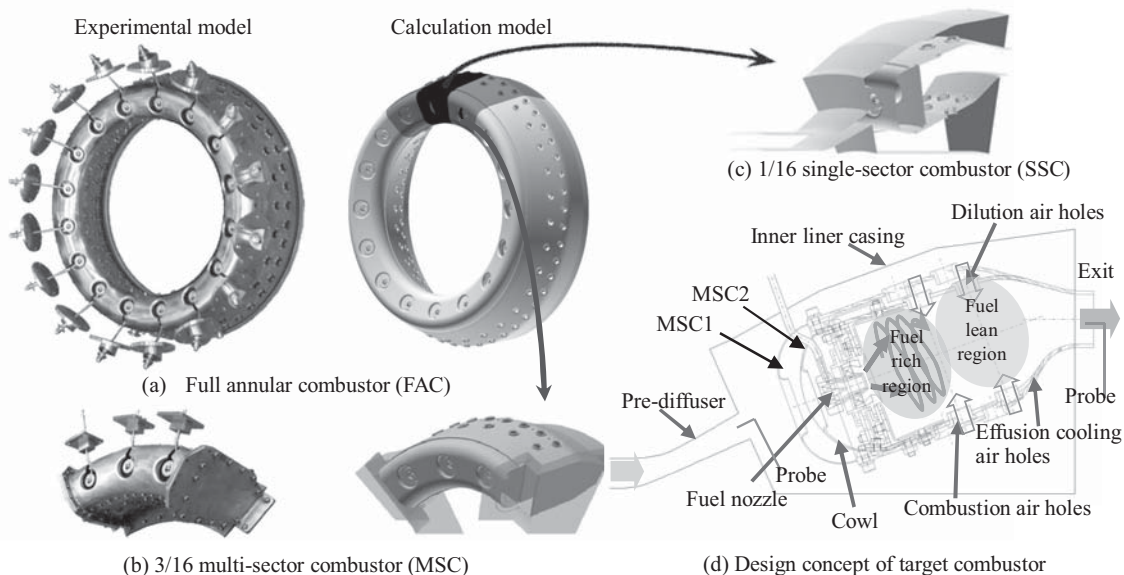 Experimental model
Calculation model
(c) 1/16 single-sector combustor (SSC)
(a) Full annular combustor (FAC)
Dilution air holes
Inner liner casing
Exit
MSC2
MSC1
Fuel
lean
region
Fuel
rich
region
Pre-diffuser
Probe
Effusion cooling
air holes
Probe
Fuel nozzle
Combustion air holes
Cowl
(b) 3/16 multi-sector combustor (MSC)
(d) Design concept of target combustor